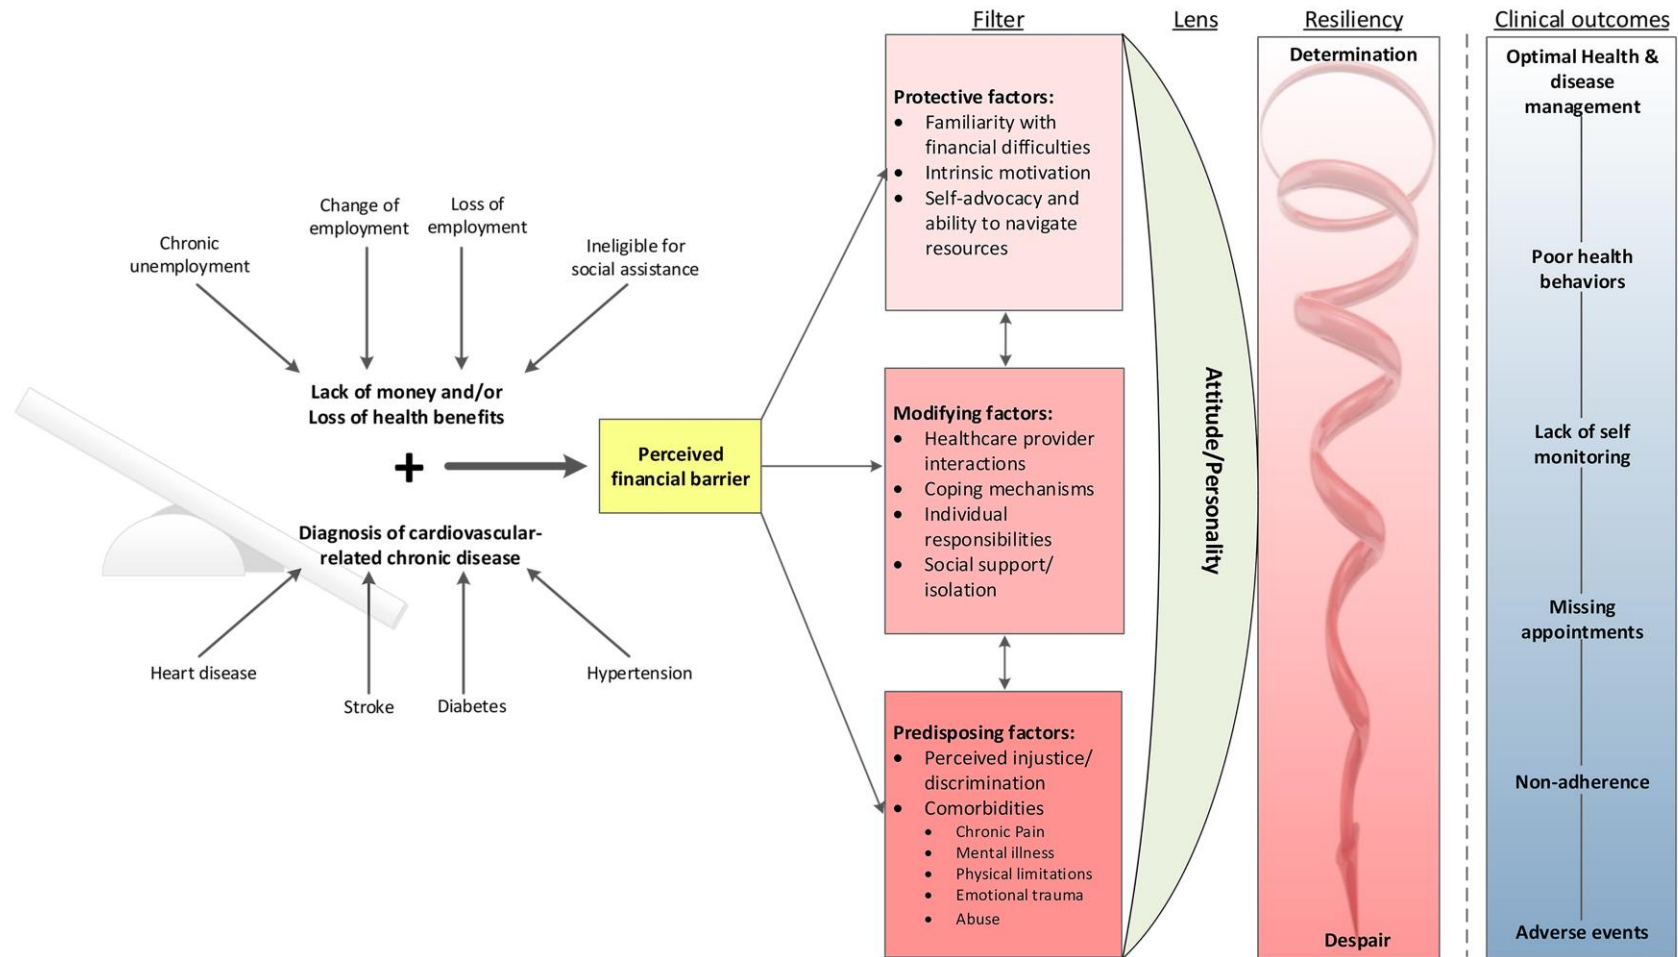 Filter
Lens
Resiliency
Clinical outcomes
Chronic
unemployment
Change of
employment
Loss of
employment
Ineligible for
social assistance
Lack of money and/or
Loss of health benefits
+
Diagnosis of cardiovascular-
related chronic disease
Heart disease
Stroke
Diabetes
Hypertension
Perceived
financial barrier
Protective factors:
• Familiarity with
financial difficulties
• Intrinsic motivation
• Self-advocacy and
ability to navigate
resources
Modifying factors:
• Healthcare provider
interactions
• Coping mechanisms
• Individual
responsibilities
• Social support/
isolation
Predisposing factors:
• Perceived injustice/
discrimination
• Comorbidities
• Chronic Pain
• Mental illness
• Physical limitations
• Emotional trauma
• Abuse
Attitude/Personality
Determination
Despair
Optimal Health &
disease
management
Poor health
behaviors
Lack of self
monitoring
Missing
appointments
Non-adherence
Adverse events